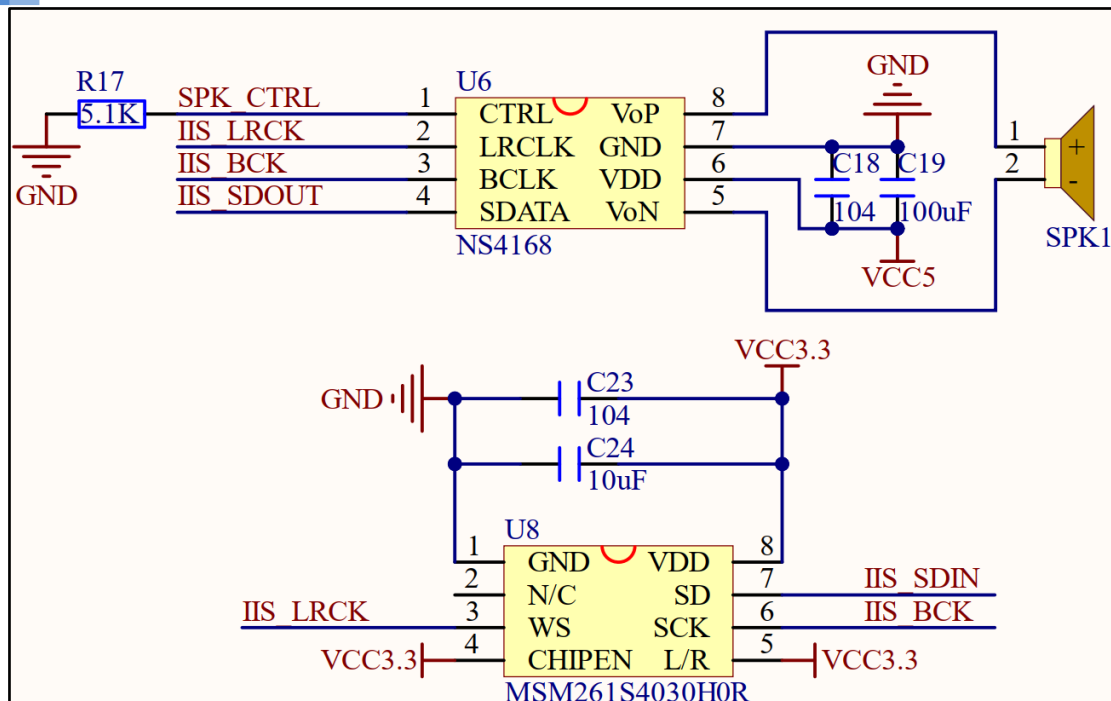 R17
5.1K
GND
SPK_CTRL
IIS_LRCK
IIS_BCK
IIS_SDOUT
U6
1 CTRL VoP 8
2 LRCLK GND 7
3 BCLK VDD 6
4 SDATA VoN 5
NS4168
GND
C18 C19
104 100uF
VCC5
1 +
2 -
SPK1
VCC3.3
GND
C23
104
C24
10uF
U8
1 GND VDD 8
2 N/C SD 7 IIS_SDIN
IIS_LRCK 3 WS SCK 6 IIS_BCK
VCC3.3 4 CHIPEN L/R 5 VCC3.3
MSM261S4030H0R